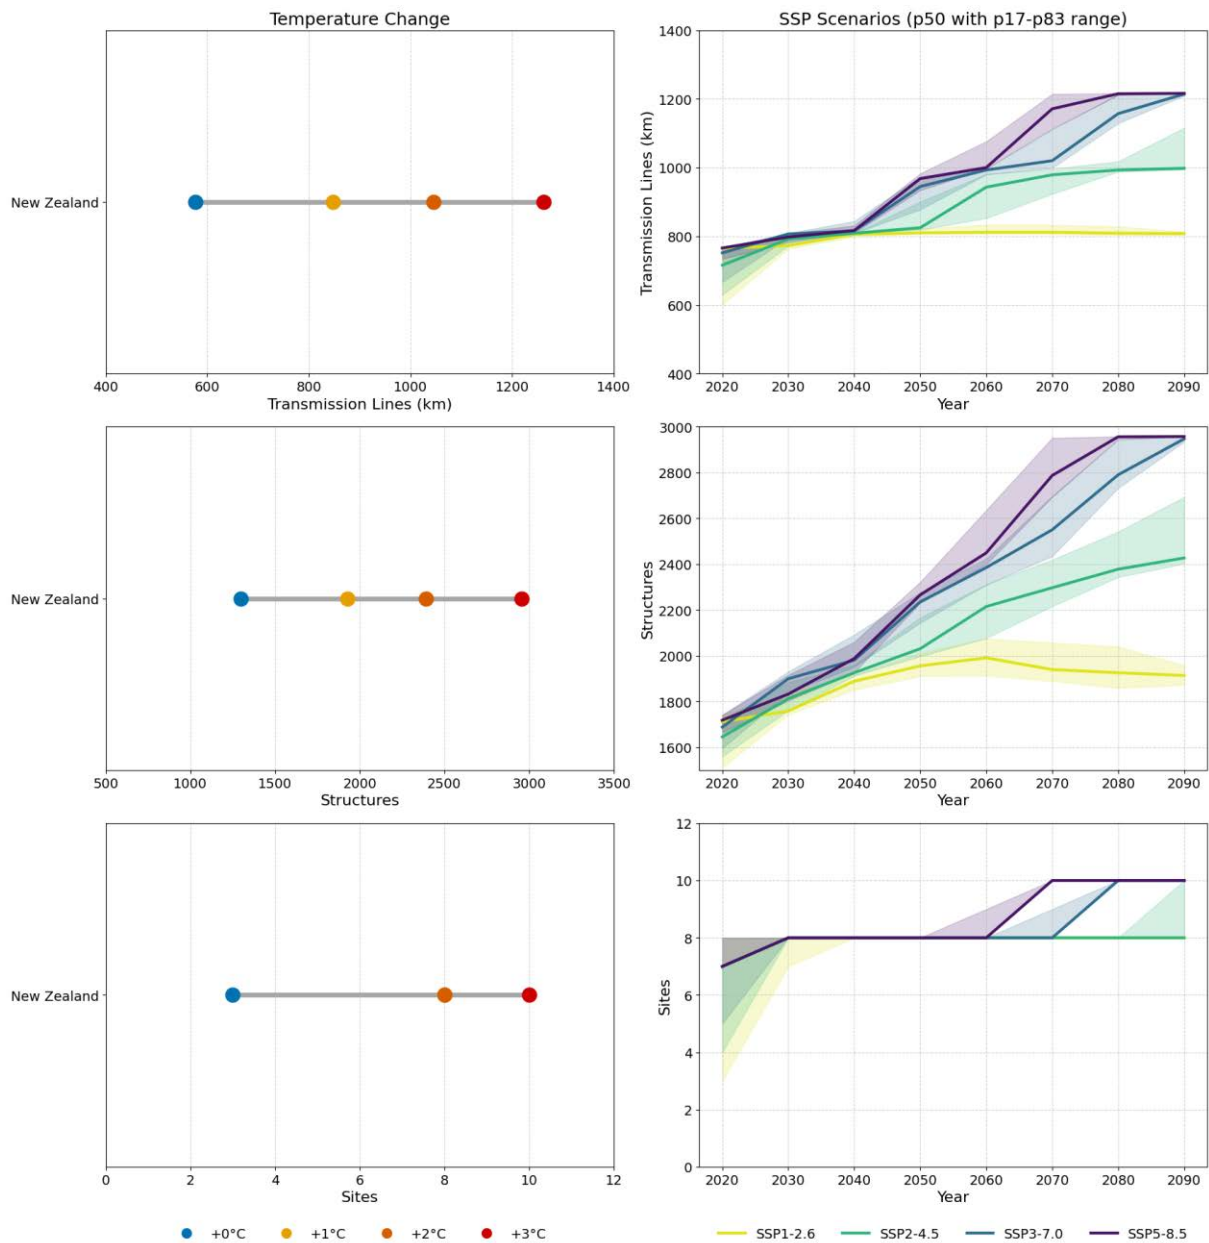 Temperature Change
SSP Scenarios (p50 with p17-p83 range)
New Zealand
400 600 800 1000 1200 1400
Transmission Lines (km)
1400
1200
1000
800
600
400
Transmission Lines (km)
2020 2030 2040 2050 2060 2070 2080 2090
Year
New Zealand
500 1000 1500 2000 2500 3000 3500
Structures
3000
2800
2600
2400
2200
2000
1800
1600
Structures
2020 2030 2040 2050 2060 2070 2080 2090
Year
New Zealand
0 2 4 6 8 10 12
Sites
12
10
8
6
4
2
0
Sites
2020 2030 2040 2050 2060 2070 2080 2090
Year
+0°C +1°C +2°C +3°C
SSP1-2.6 SSP2-4.5 SSP3-7.0 SSP5-8.5